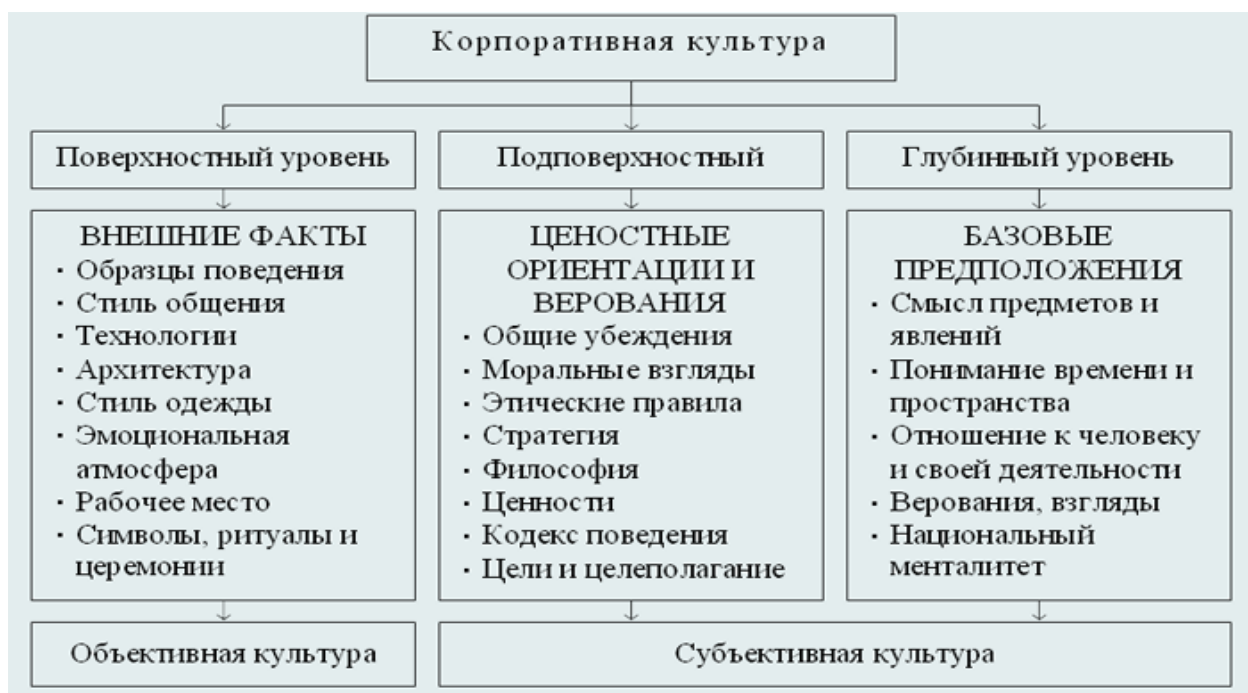 Корпоративная культура
Поверхностный уровень
Подповерхностный
Глубинный уровень
ВНЕШНИЕ ФАКТЫ
· Образцы поведения
· Стиль общения
· Технологии
· Архитектура
· Стиль одежды
· Эмоциональная
атмосфера
· Рабочее место
· Символы, ритуалы и
церемонии
ЦЕНОСТНЫЕ
ОРИЕНТАЦИИ И
ВЕРОВАНИЯ
· Общие убеждения
· Моральные взгляды
· Этические правила
· Стратегия
· Философия
· Ценности
· Кодекс поведения
· Цели и целеполагание
БАЗОВЫЕ
ПРЕДПОЛОЖЕНИЯ
· Смысл предметов и
явлений
· Понимание времени и
пространства
· Отношение к человеку
и своей деятельности
· Верования, взгляды
· Национальный
менталитет
Объективная культура
Субъективная культура